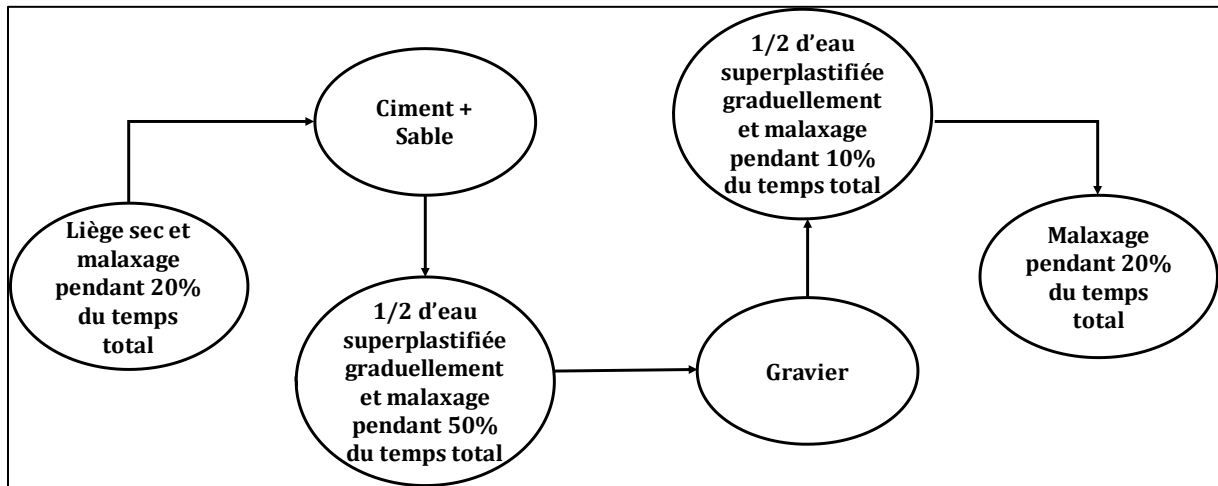 Liège sec et
malaxage
pendant 20%
du temps
total
Ciment +
Sable
1/2 d’eau
superplastifiée
graduellement
et malaxage
pendant 50%
du temps total
Gravier
1/2 d’eau
superplastifiée
graduellement
et malaxage
pendant 10%
du temps total
Malaxage
pendant 20%
du temps
total